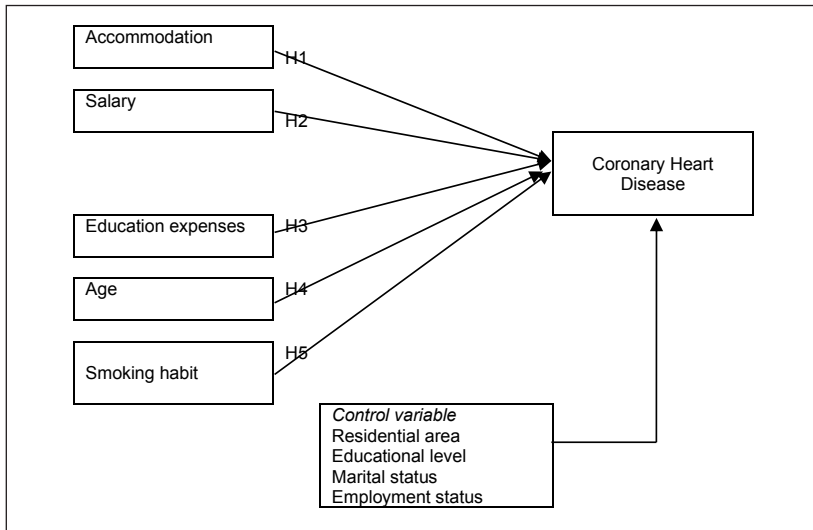 Accommodation
H1
Salary
H2
Coronary Heart
Disease
Education expenses
H3
Age
H4
Smoking habit
H5
Control variable
Residential area
Educational level
Marital status
Employment status